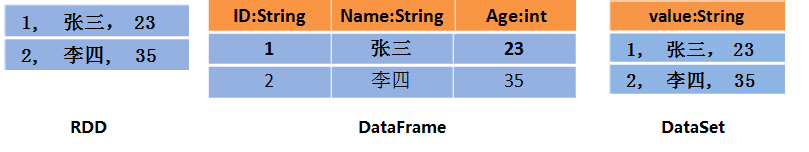 1, 张三, 23
2, 李四, 35
RDD
ID:String Name:String Age:int
1 张三 23
2 李四 35
DataFrame
value:String
1, 张三, 23
2, 李四, 35
DataSet